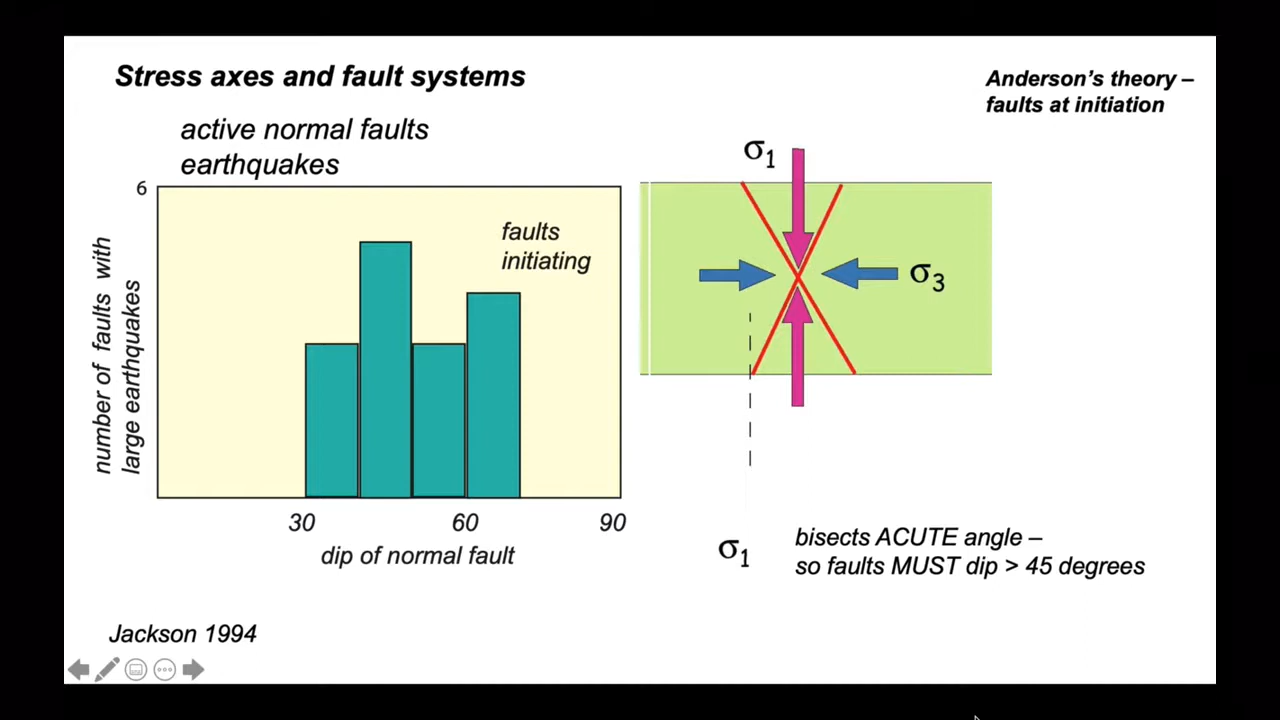 Stress axes and fault systems
Anderson's theory –
faults at initiation
active normal faults
earthquakes
6
number of faults with
large earthquakes
faults
initiating
30
60
90
dip of normal fault
σ1
σ3
σ1
bisects ACUTE angle –
so faults MUST dip > 45 degrees
Jackson 1994